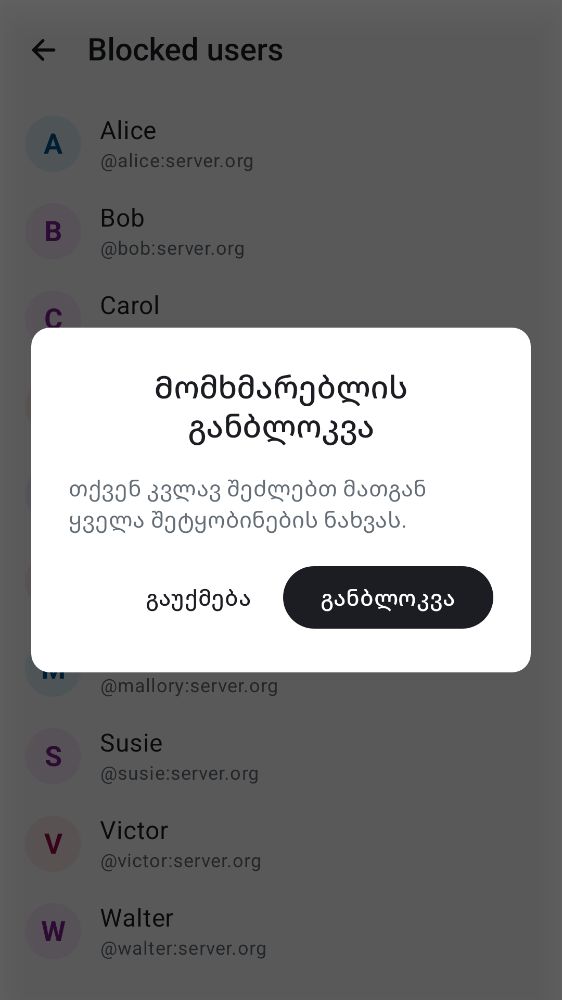 Blocked users
A
Alice
@alice:server.org
B
Bob
@bob:server.org
C
Carol
მომხმარებლის
განბლოკვა
თქვენ კვლავ შეძლებთ მათგან
ყველა შეტყობინების ნახვას.
გაუქმება
განბლოკვა
M
@mallory:server.org
S
Susie
@susie:server.org
V
Victor
@victor:server.org
W
Walter
@walter:server.org